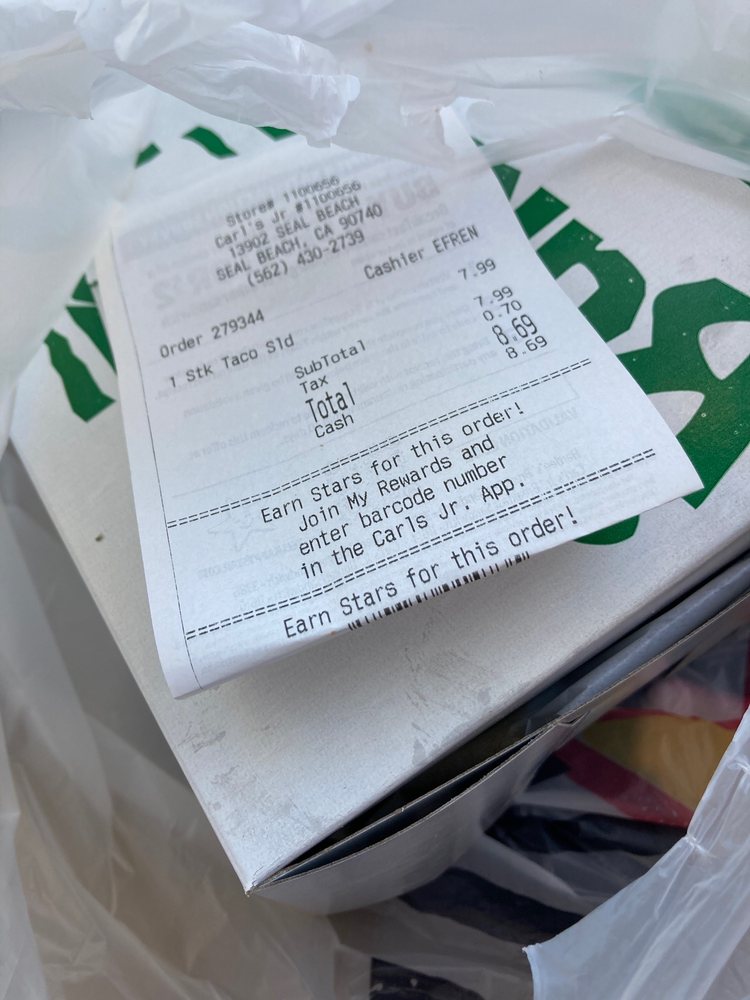 Store# 1100656
Carl's Jr #1100656
13902 SEAL BEACH
SEAL BEACH, CA 90740
(562) 430-2739
Cashier EFREN
Order 279344
1 Stk Taco Sld 7.99
SubTotal 7.99
Tax 0.70
Total 8.69
Cash 8.69
Earn Stars for this order!
Join My Rewards and
enter barcode number
in the Carls Jr. App.
Earn Stars for this order!